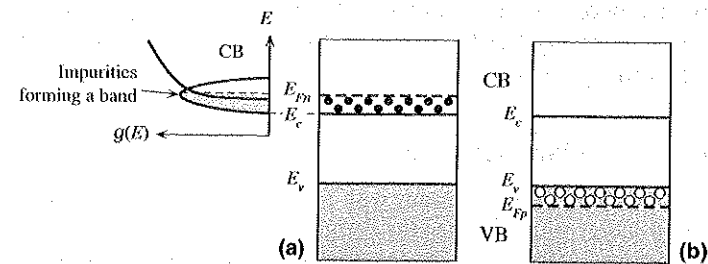 E
CB
Impurities
forming a band
g(E)
E_Fn
E_c
E_v
(a)
CB
E_c
E_v
E_Fp
VB
(b)